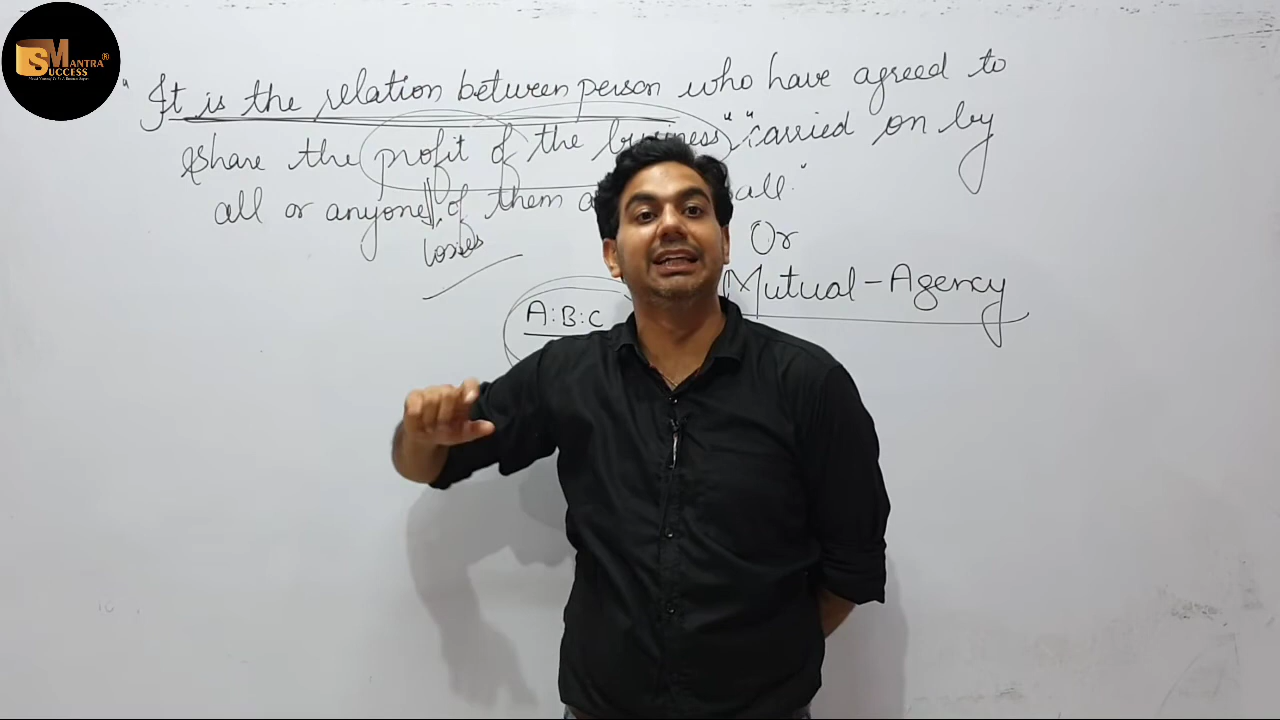 MANTRA®
SUCCESS
" It is the relation between person who have agreed to
share the profit of the business" "carried on by
all or anyone of them all."
losses
Or
Mutual-Agency
A:B:C